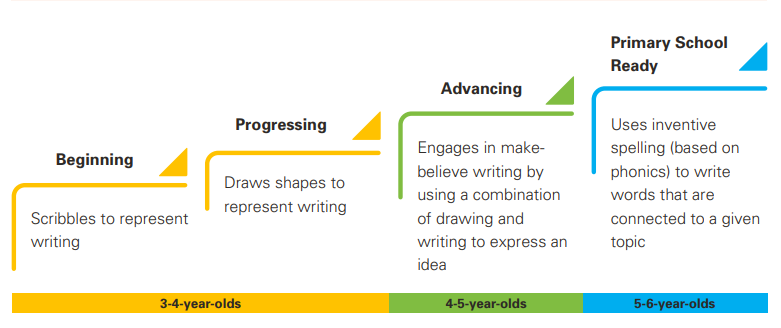 Beginning
Scribbles to represent
writing
Progressing
Draws shapes to
represent writing
Advancing
Engages in make-
believe writing by
using a combination
of drawing and
writing to express an
idea
Primary School
Ready
Uses inventive
spelling (based on
phonics) to write
words that are
connected to a given
topic
3-4-year-olds
4-5-year-olds
5-6-year-olds